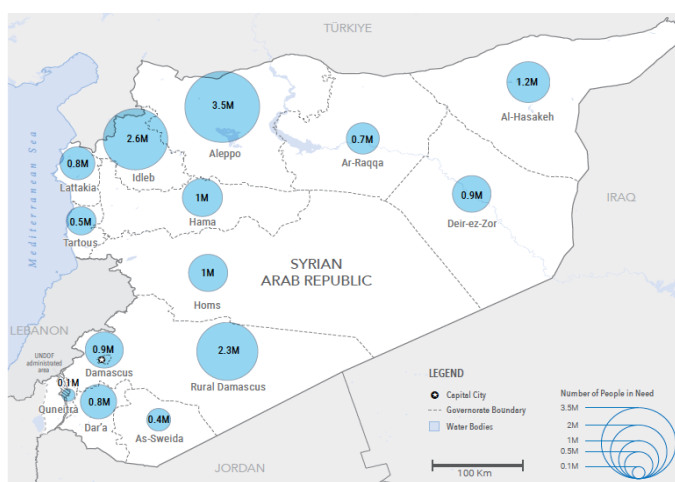 TÜRKIYE
1.2M
Al-Hasakeh
3.5M
Aleppo
2.6M
Idleb
0.7M
Ar-Raqqa
0.8M
Lattakia
0.9M
Deir-ez-Zor
IRAQ
1M
Hama
0.5M
Tartous
Mediterranean Sea
SYRIAN
ARAB REPUBLIC
1M
Homs
LEBANON
0.9M
Damascus
2.3M
Rural Damascus
UNDOF
administrated
area
0.1M
Quneitra
0.8M
Dar'a
0.4M
As-Sweida
JORDAN
LEGEND
Capital City
Governorate Boundary
Water Bodies
100 Km
Number of People in Need
3.5M
2M
1M
0.5M
0.1M